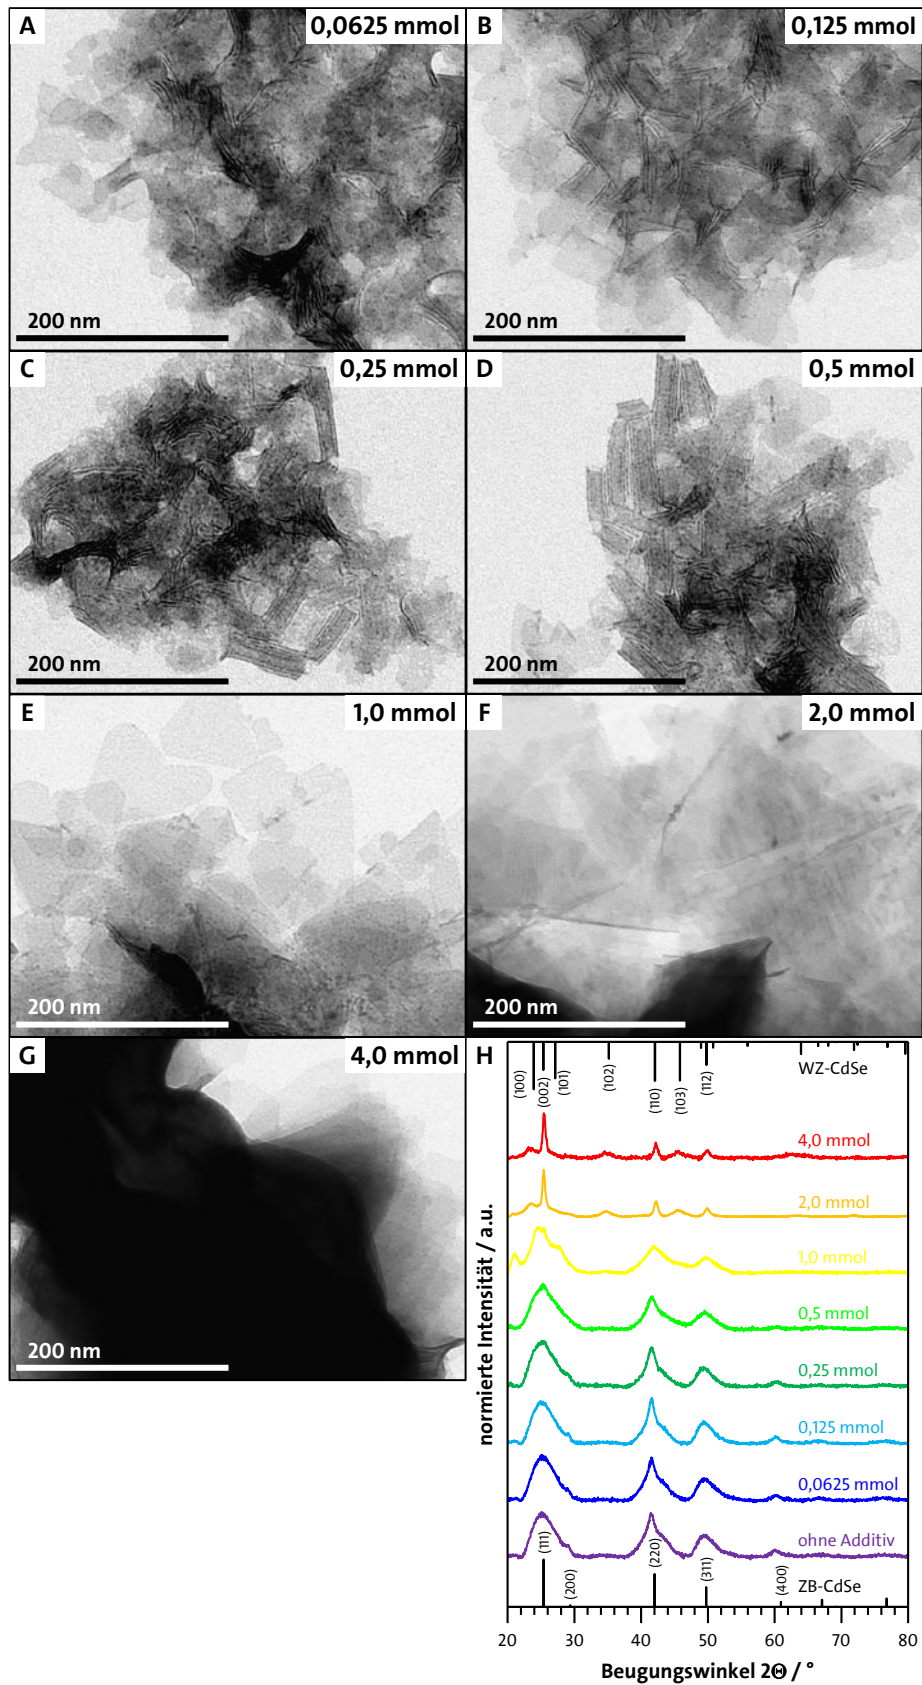 A 0,0625 mmol
200 nm
B 0,125 mmol
200 nm
C 0,25 mmol
200 nm
D 0,5 mmol
200 nm
E 1,0 mmol
200 nm
F 2,0 mmol
200 nm
G 4,0 mmol
200 nm
H
WZ-CdSe
(100)
(002)
(101)
(102)
(110)
(103)
(112)
4,0 mmol
2,0 mmol
1,0 mmol
0,5 mmol
0,25 mmol
0,125 mmol
0,0625 mmol
ohne Additiv
(111)
(200)
(220)
(311)
(400)
ZB-CdSe
normierte Intensität / a.u.
20 30 40 50 60 70 80
Beugungswinkel 2Θ / °